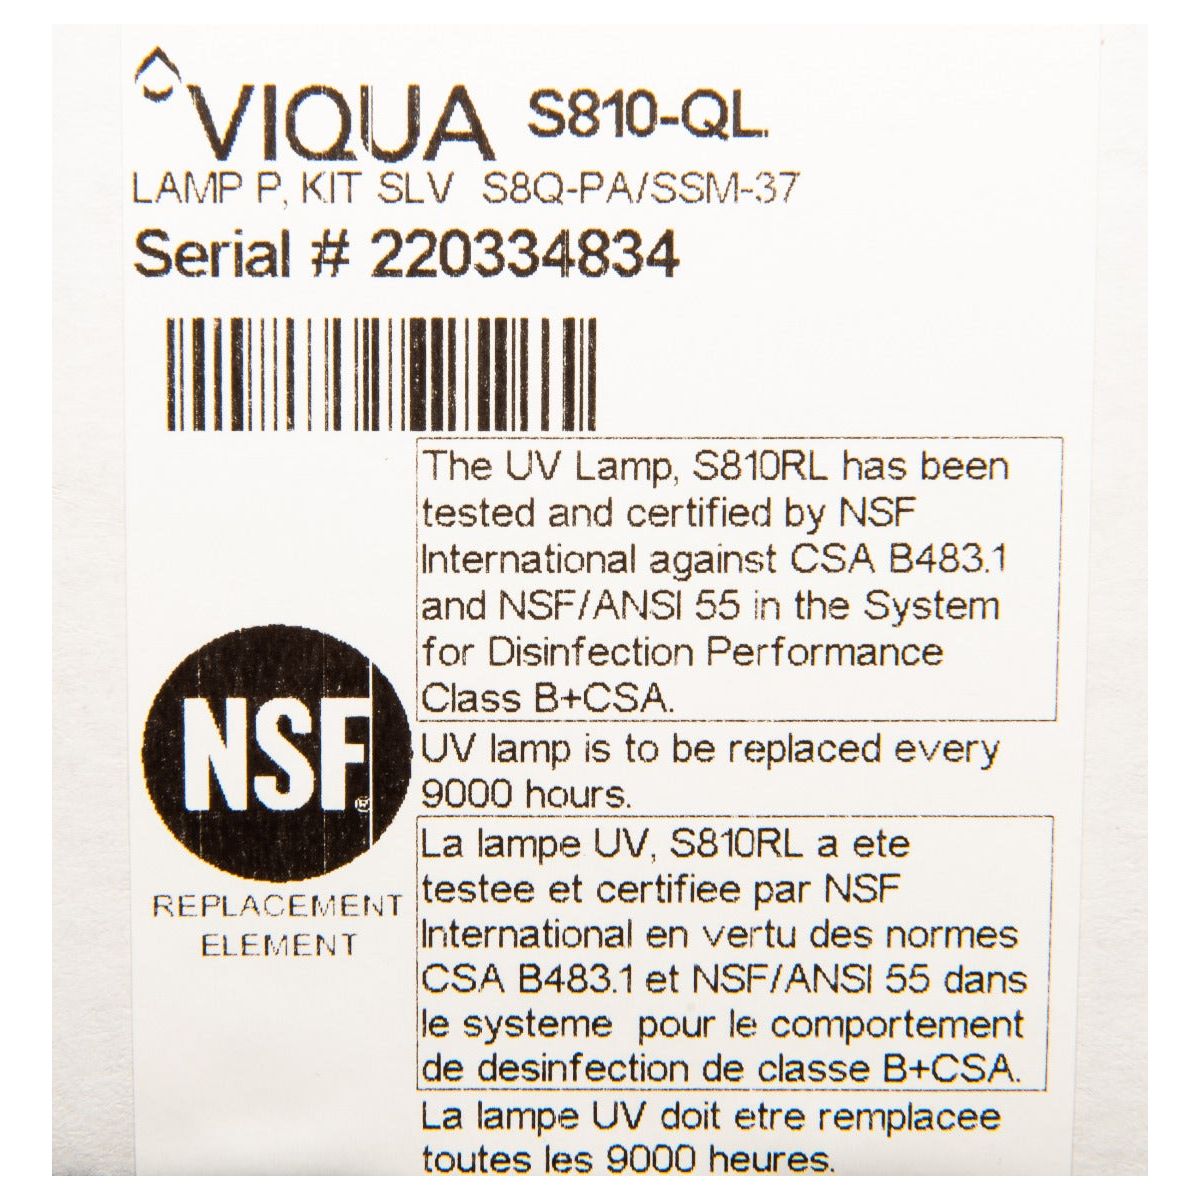 VIQUA S810-QL
LAMP P, KIT SLV S8Q-PA/SSM-37
Serial # 220334834
The UV Lamp, S810RL has been
tested and certified by NSF
International against CSA B483.1
and NSF/ANSI 55 in the System
for Disinfection Performance
Class B+CSA.
UV lamp is to be replaced every
9000 hours.
NSF®
REPLACEMENT
ELEMENT
La lampe UV, S810RL a ete
testee et certifiee par NSF
International en vertu des normes
CSA B483.1 et NSF/ANSI 55 dans
le systeme pour le comportement
de desinfection de classe B+CSA.
La lampe UV doit etre remplacee
toutes les 9000 heures.